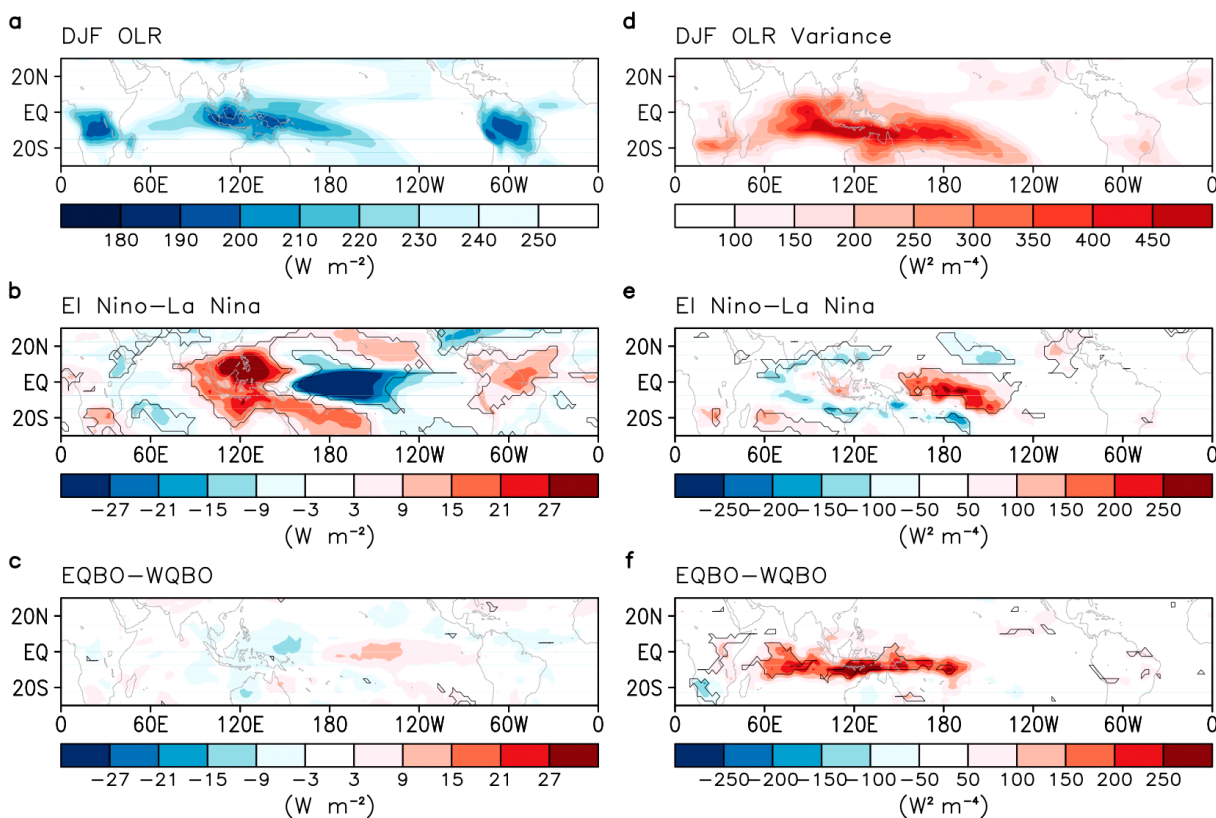 a
DJF OLR
20N
EQ
20S
0 60E 120E 180 120W 60W 0
180 190 200 210 220 230 240 250
(W m⁻²)
b
El Nino−La Nina
20N
EQ
20S
0 60E 120E 180 120W 60W 0
−27 −21 −15 −9 −3 3 9 15 21 27
(W m⁻²)
c
EQBO−WQBO
20N
EQ
20S
0 60E 120E 180 120W 60W 0
−27 −21 −15 −9 −3 3 9 15 21 27
(W m⁻²)
d
DJF OLR Variance
20N
EQ
20S
0 60E 120E 180 120W 60W 0
100 150 200 250 300 350 400 450
(W² m⁻⁴)
e
El Nino−La Nina
20N
EQ
20S
0 60E 120E 180 120W 60W 0
−250 −200 −150 −100 −50 50 100 150 200 250
(W² m⁻⁴)
f
EQBO−WQBO
20N
EQ
20S
0 60E 120E 180 120W 60W 0
−250 −200 −150 −100 −50 50 100 150 200 250
(W² m⁻⁴)